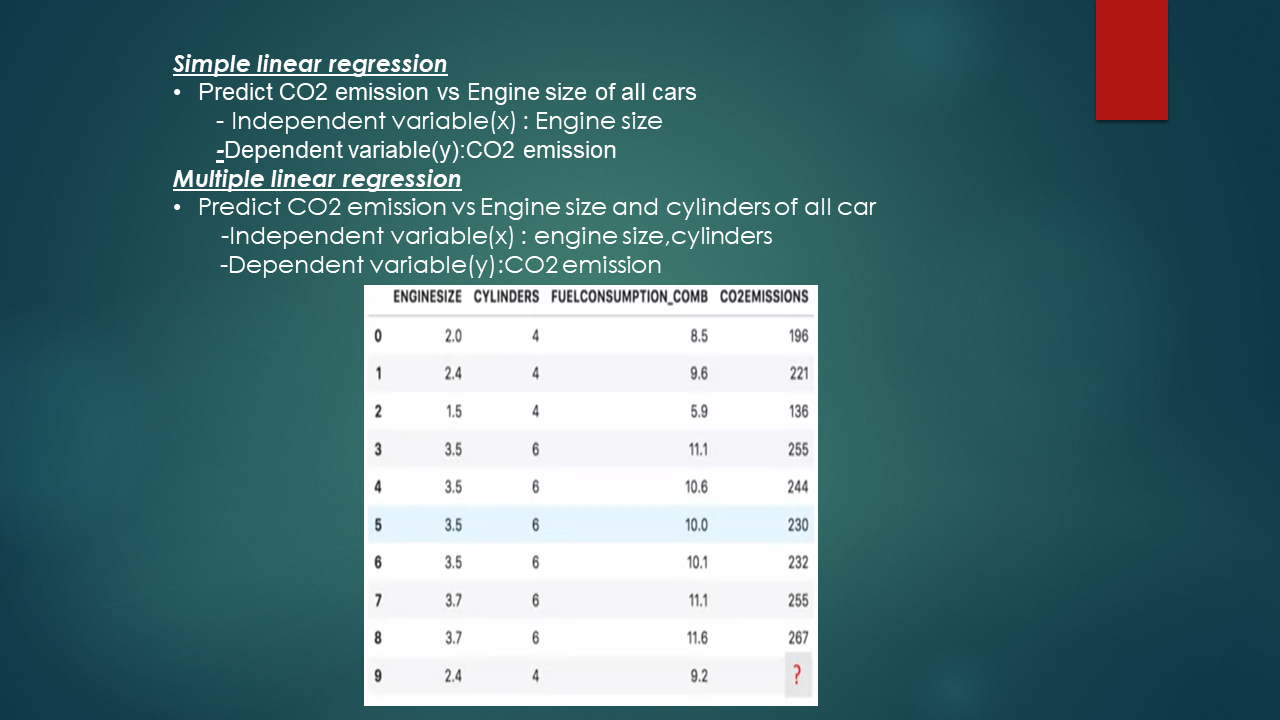 Simple linear regression
• Predict CO2 emission vs Engine size of all cars
- Independent variable(x) : Engine size
-Dependent variable(y):CO2 emission
Multiple linear regression
• Predict CO2 emission vs Engine size and cylinders of all car
-Independent variable(x) : engine size,cylinders
-Dependent variable(y):CO2 emission
ENGINESIZE CYLINDERS FUELCONSUMPTION_COMB CO2EMISSIONS
0 2.0 4 8.5 196
1 2.4 4 9.6 221
2 1.5 4 5.9 136
3 3.5 6 11.1 255
4 3.5 6 10.6 244
5 3.5 6 10.0 230
6 3.5 6 10.1 232
7 3.7 6 11.1 255
8 3.7 6 11.6 267
9 2.4 4 9.2 ?